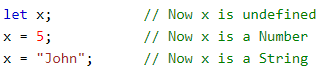 let x;           // Now x is undefined
x = 5;           // Now x is a Number
x = "John";      // Now x is a String